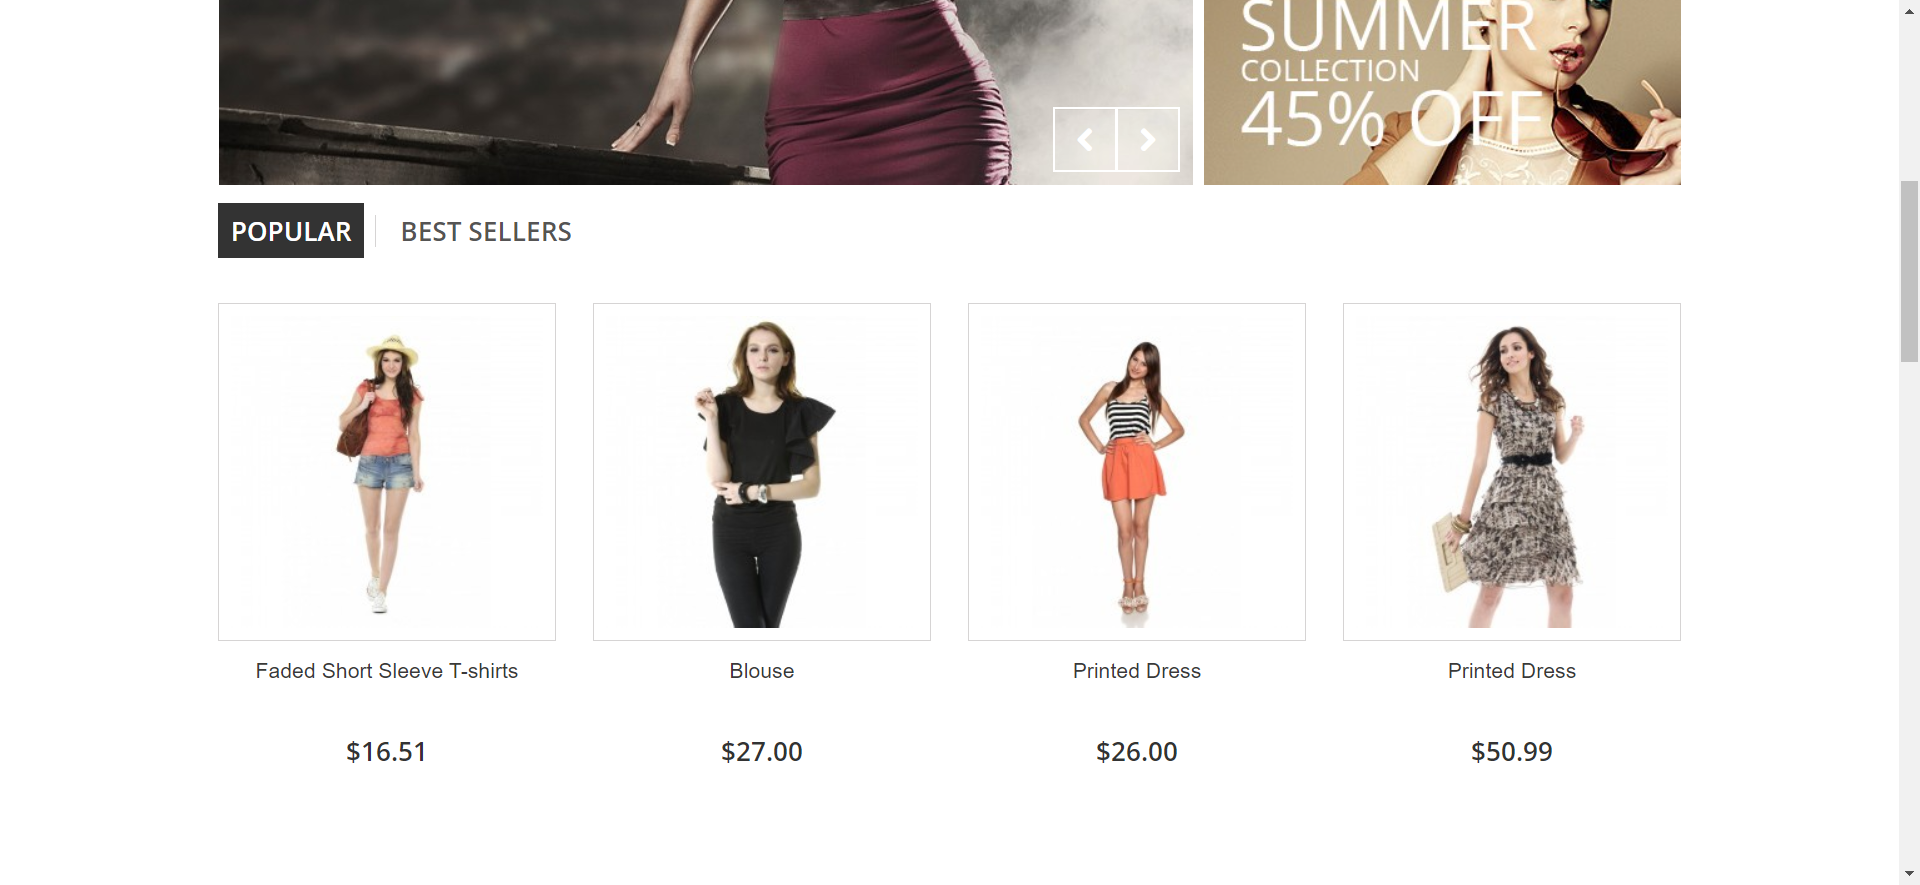 SUMMER
COLLECTION
45% OFF
POPULAR
BEST SELLERS
Faded Short Sleeve T-shirts
Blouse
Printed Dress
Printed Dress
$16.51
$27.00
$26.00
$50.99